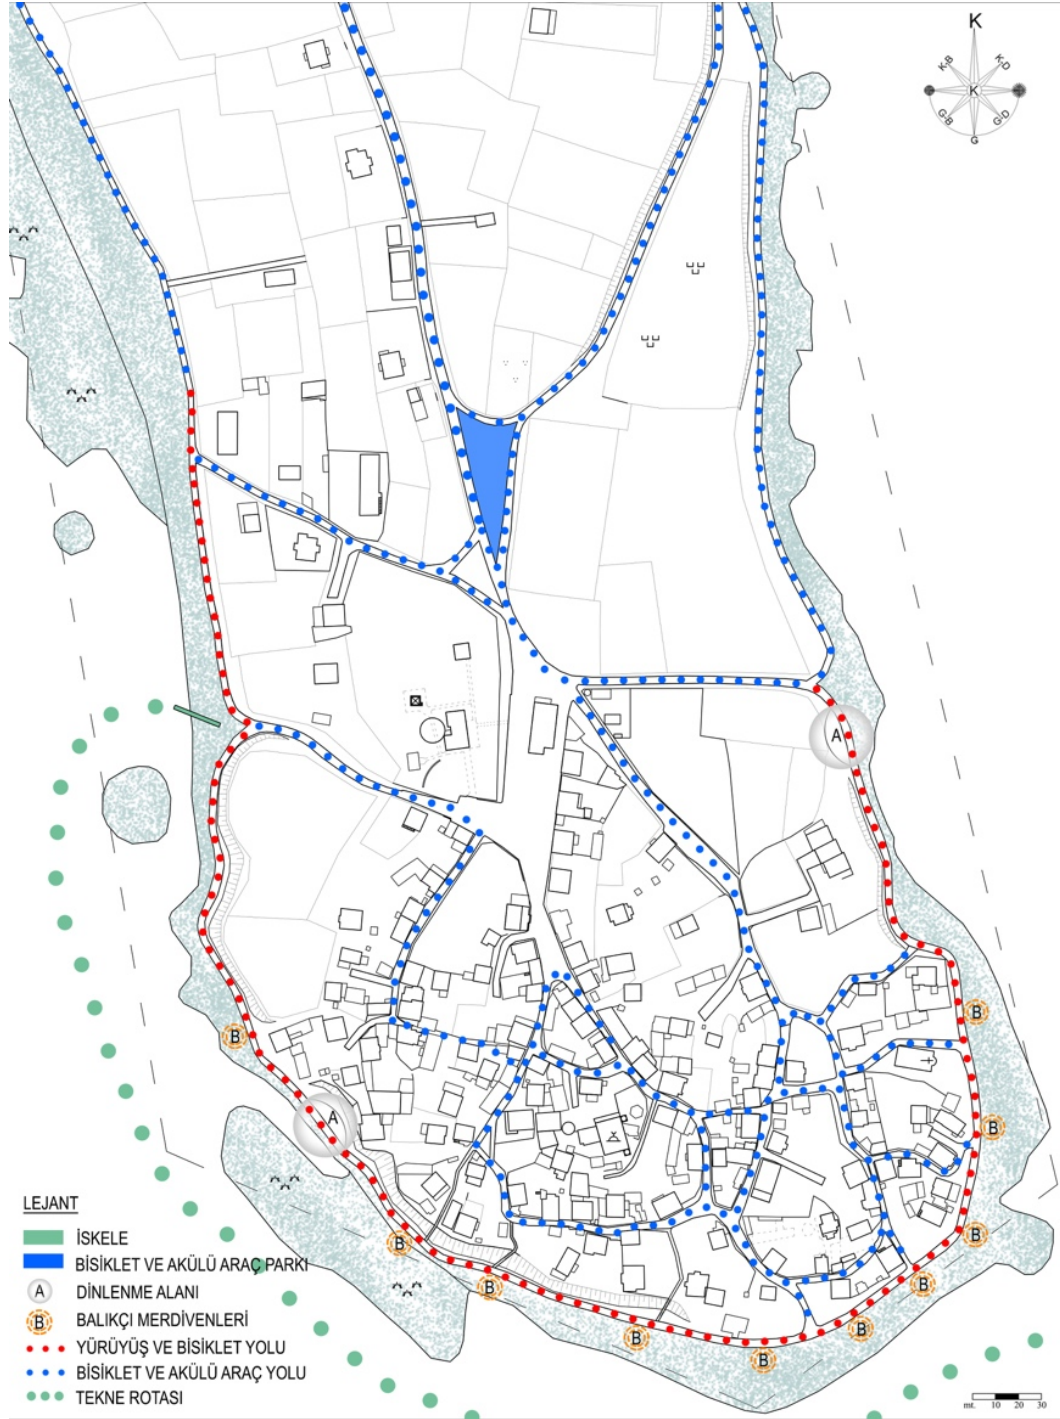 K
K-B
K-D
K
G-B
G-D
G
A
B
B
A
B
B
B
B
B
B
B
B
LEJANT
İSKELE
BİSİKLET VE AKÜLÜ ARAÇ PARKI
A DİNLENME ALANI
B BALIKÇI MERDİVENLERİ
YÜRÜYÜŞ VE BİSİKLET YOLU
BİSİKLET VE AKÜLÜ ARAÇ YOLU
TEKNE ROTASI
mt. 10 20 30